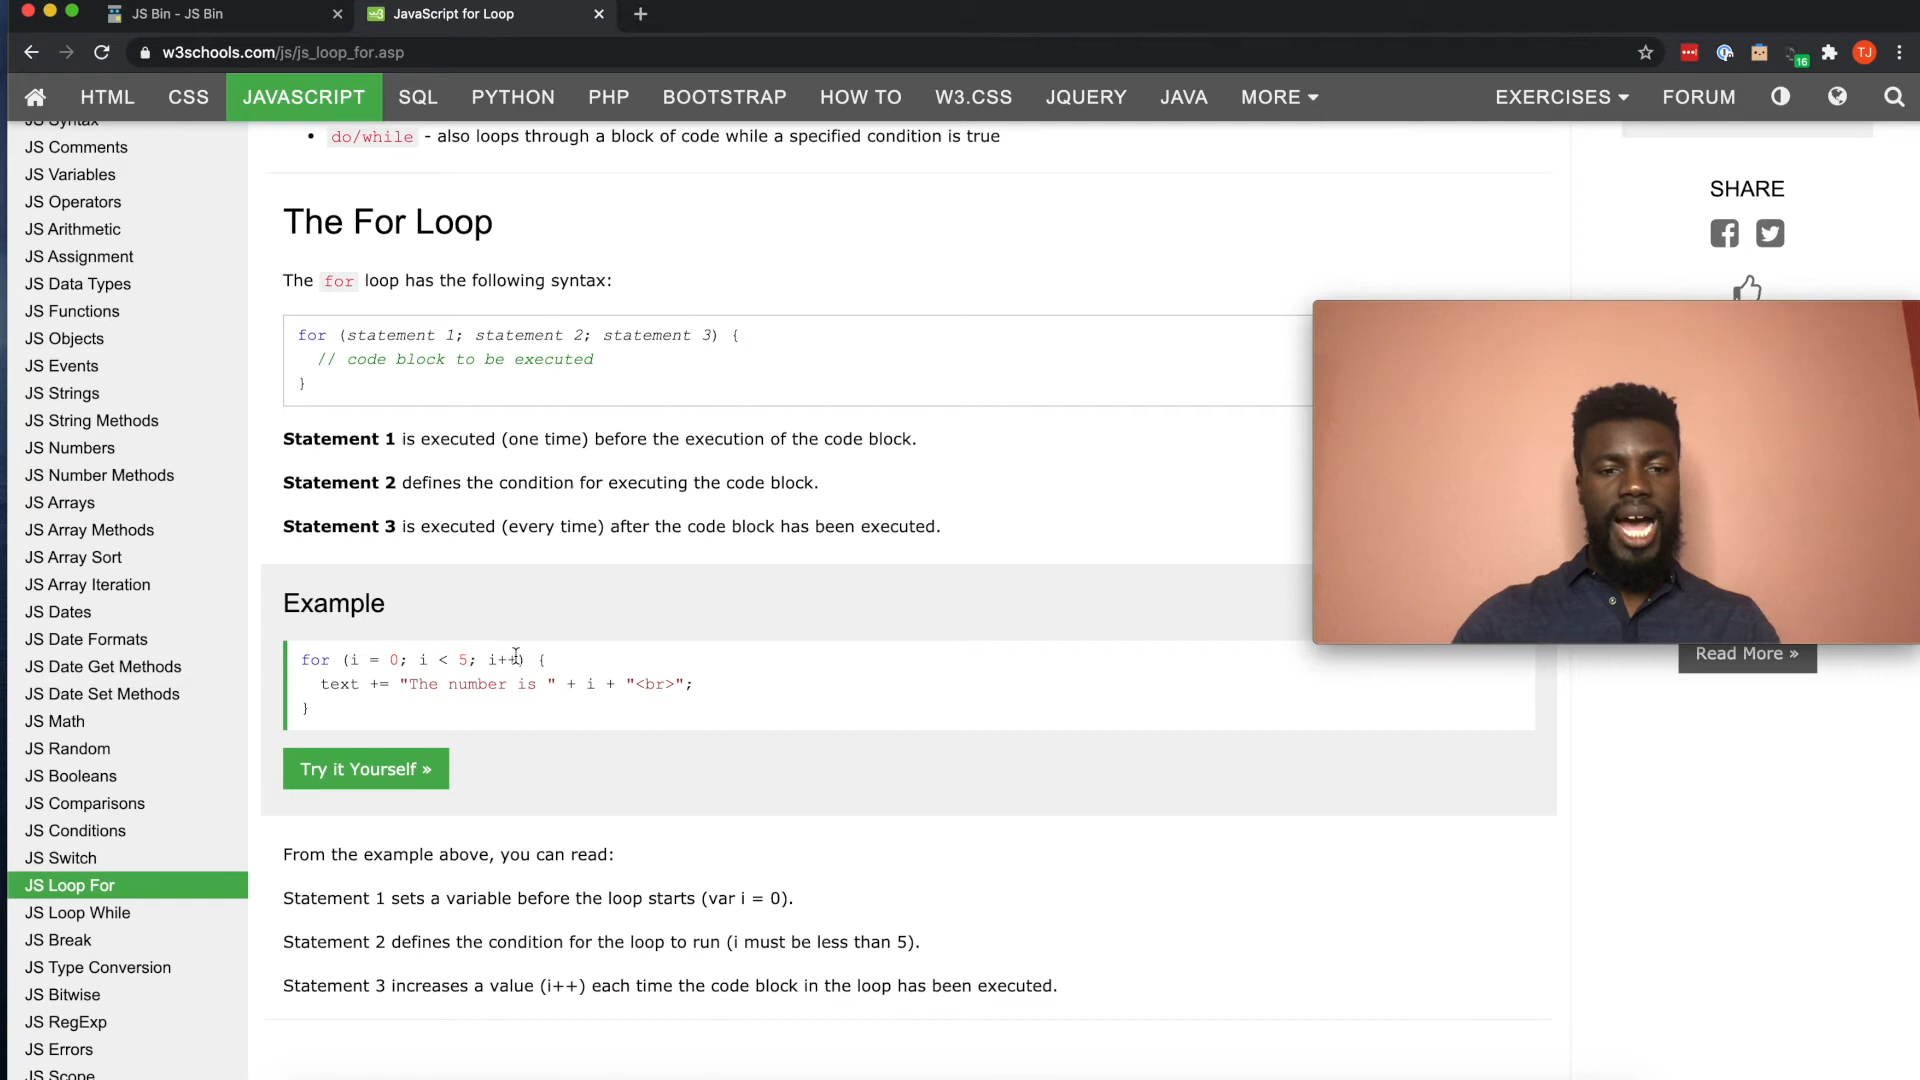 JS Bin - JS Bin
JavaScript for Loop
w3schools.com/js/js_loop_for.asp
16
TJ
HTML CSS JAVASCRIPT SQL PYTHON PHP BOOTSTRAP HOW TO W3.CSS JQUERY JAVA MORE EXERCISES FORUM
JS Syntax
JS Comments
JS Variables
JS Operators
JS Arithmetic
JS Assignment
JS Data Types
JS Functions
JS Objects
JS Events
JS Strings
JS String Methods
JS Numbers
JS Number Methods
JS Arrays
JS Array Methods
JS Array Sort
JS Array Iteration
JS Dates
JS Date Formats
JS Date Get Methods
JS Date Set Methods
JS Math
JS Random
JS Booleans
JS Comparisons
JS Conditions
JS Switch
JS Loop For
JS Loop While
JS Break
JS Type Conversion
JS Bitwise
JS RegExp
JS Errors
JS Scope
• do/while - also loops through a block of code while a specified condition is true
The For Loop
The for loop has the following syntax:
for (statement 1; statement 2; statement 3) {
// code block to be executed
}
Statement 1 is executed (one time) before the execution of the code block.
Statement 2 defines the condition for executing the code block.
Statement 3 is executed (every time) after the code block has been executed.
Example
for (i = 0; i < 5; i++) {
text += "The number is " + i + "<br>";
}
Try it Yourself »
From the example above, you can read:
Statement 1 sets a variable before the loop starts (var i = 0).
Statement 2 defines the condition for the loop to run (i must be less than 5).
Statement 3 increases a value (i++) each time the code block in the loop has been executed.
SHARE
Read More »